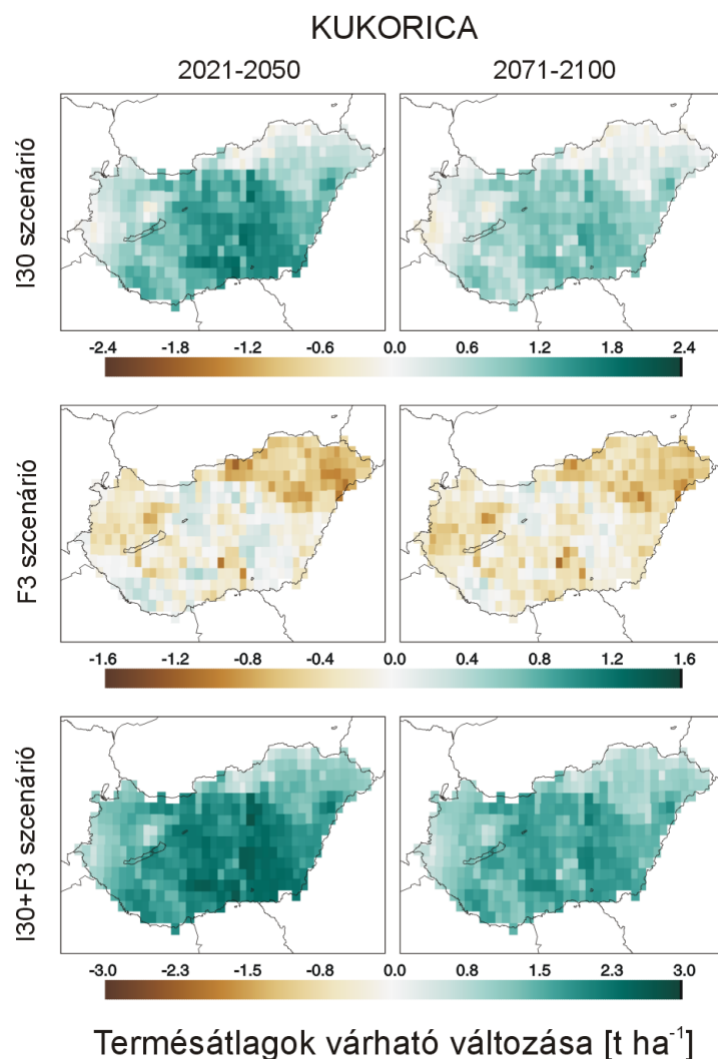 KUKORICA
2021-2050 2071-2100
I30 szcenárió
-2.4 -1.8 -1.2 -0.6 0.0 0.6 1.2 1.8 2.4
F3 szcenárió
-1.6 -1.2 -0.8 -0.4 0.0 0.4 0.8 1.2 1.6
I30+F3 szcenárió
-3.0 -2.3 -1.5 -0.8 0.0 0.8 1.5 2.3 3.0
Termésátlagok várható változása [t ha⁻¹]